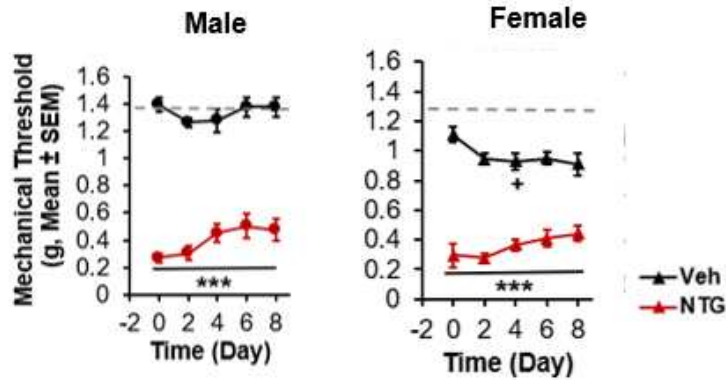 Male
Female
Mechanical Threshold
(g, Mean ± SEM)
1.6
1.4
1.2
1
0.8
0.6
0.4
0.2
0
***
-2 0 2 4 6 8
Time (Day)
1.6
1.4
1.2
1
0.8
0.6
0.4
0.2
0
+
***
-2 0 2 4 6 8
Time (Day)
Veh
NTG